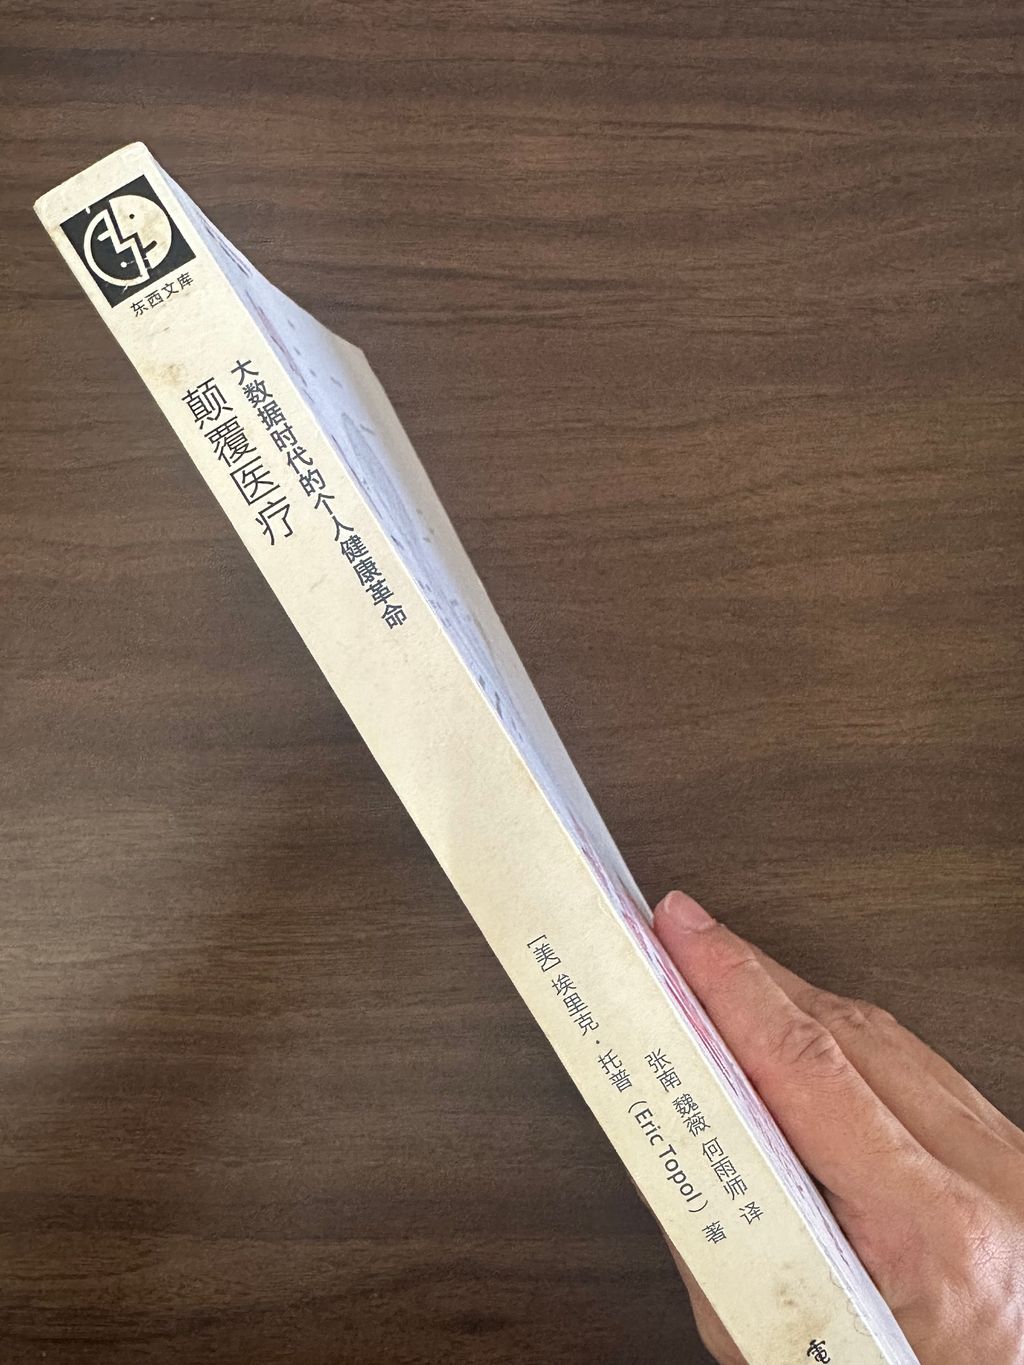 东西文库
颠覆医疗
大数据时代的个人健康革命
[美] 埃里克·托普（Eric Topol）著
张南 魏薇 何雨师 译
電